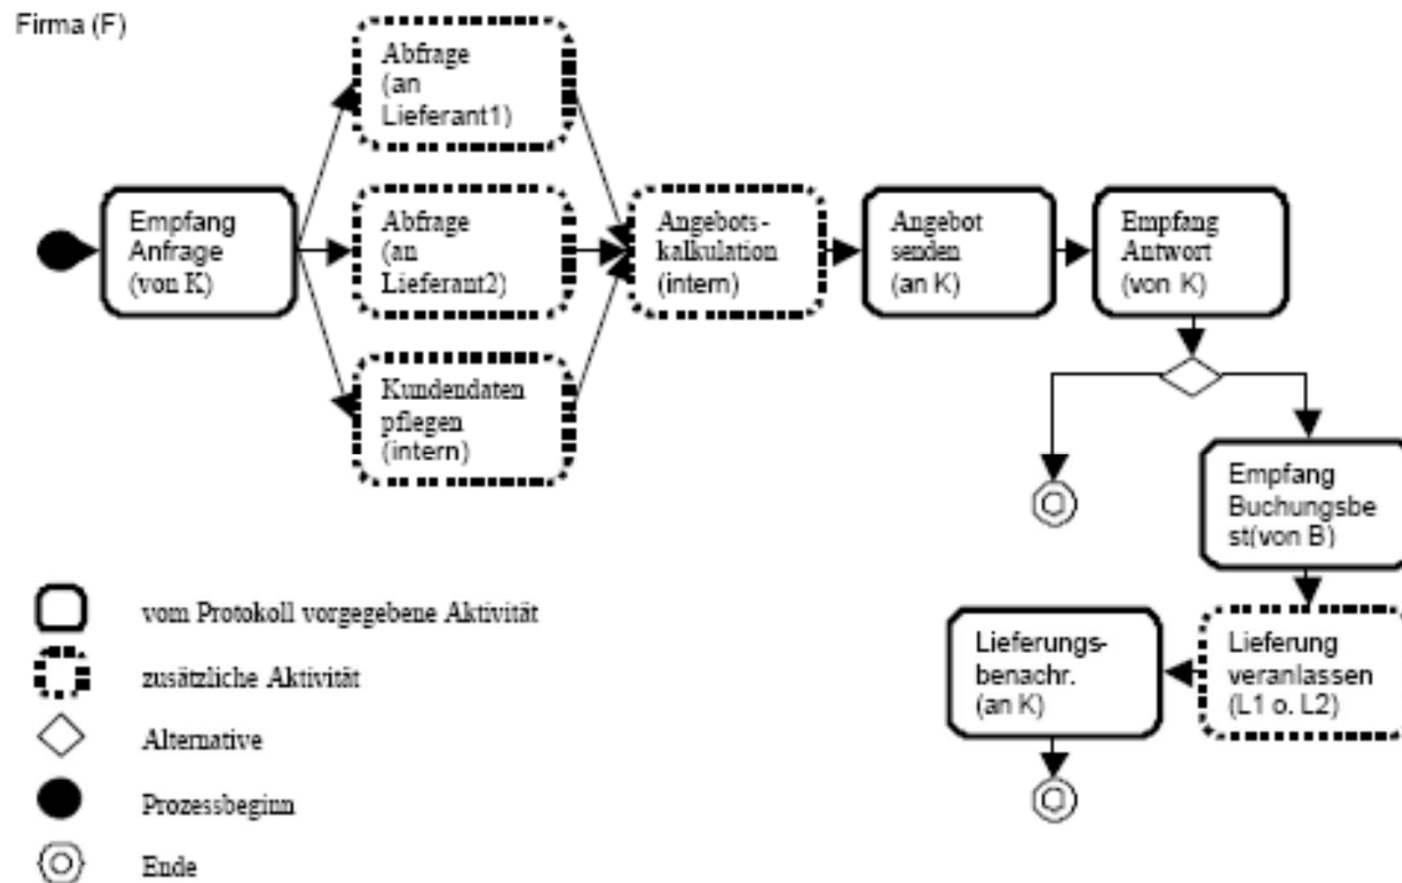 Firma (F)
Abfrage
(an
Lieferant1)
Empfang
Anfrage
(von K)
Abfrage
(an
Lieferant2)
Kundendaten
pflegen
(intern)
Angebots-
kalkulation
(intern)
Angebot
senden
(an K)
Empfang
Antwort
(von K)
Empfang
Buchungsbe
st(von B)
Lieferung
veranlassen
(L1 o. L2)
Lieferungs-
benachr.
(an K)
vom Protokoll vorgegebene Aktivität
zusätzliche Aktivität
Alternative
Prozessbeginn
Ende